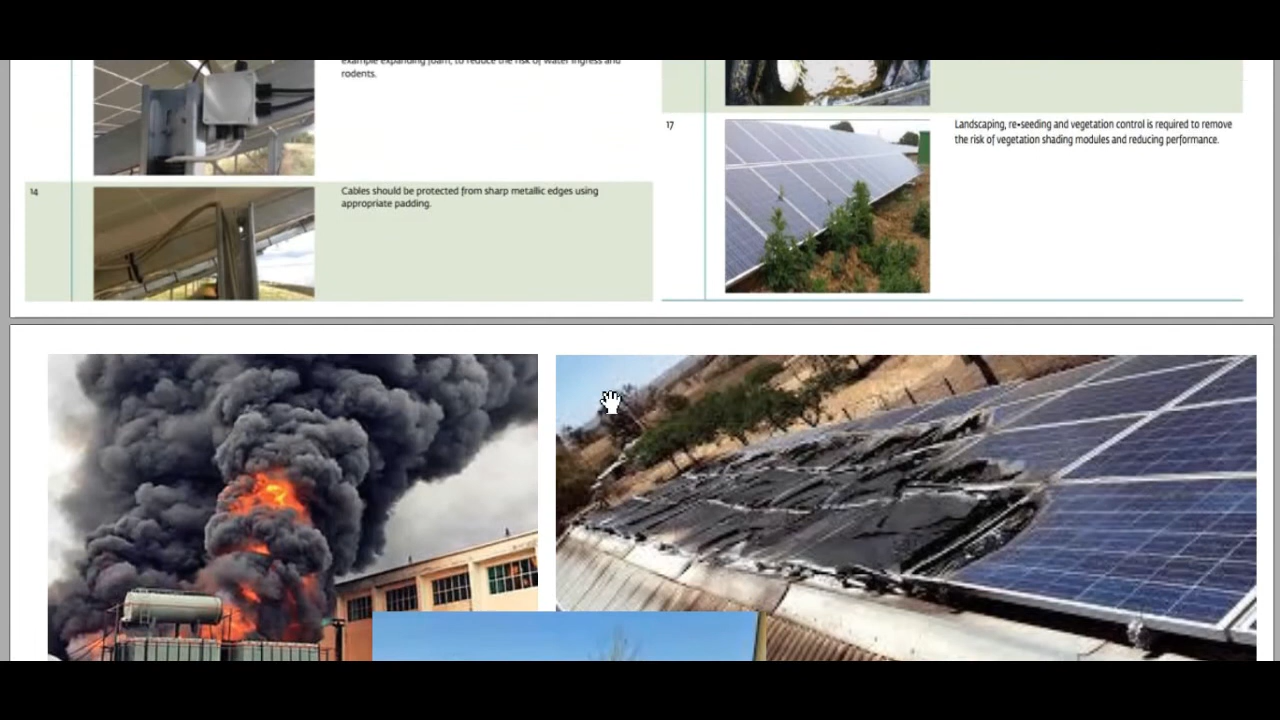 example expanding foam, to reduce the risk of water ingress and
rodents.
14
Cables should be protected from sharp metallic edges using
appropriate padding.
17
Landscaping, re-seeding and vegetation control is required to remove
the risk of vegetation shading modules and reducing performance.